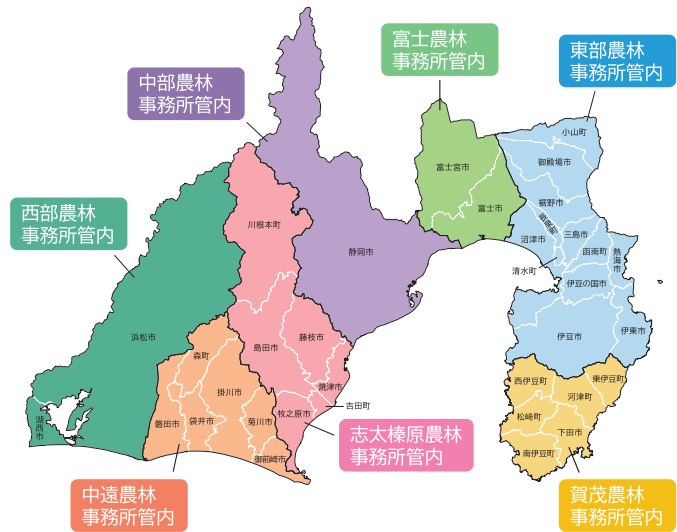 富士農林
事務所管内
東部農林
事務所管内
中部農林
事務所管内
西部農林
事務所管内
小山町
御殿場市
富士宮市
裾野市
富士市
長泉町
川根本町
三島市
沼津市
静岡市
函南町
熱海市
清水町
伊豆の国市
浜松市
藤枝市
伊豆市
伊東市
島田市
森町
西伊豆町
東伊豆町
焼津市
掛川市
河津町
吉田町
牧之原市
松崎町
湖西市
磐田市
袋井市
菊川市
下田市
志太榛原農林
事務所管内
南伊豆町
御前崎市
中遠農林
事務所管内
賀茂農林
事務所管内